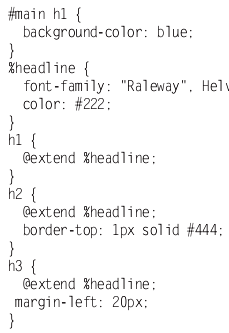 #main h1 {
  background-color: blue;
}
%headline {
  font-family: "Raleway", Helv
  color: #222;
}
h1 {
  @extend %headline;
}
h2 {
  @extend %headline;
  border-top: 1px solid #444;
}
h3 {
  @extend %headline;
 margin-left: 20px;
}